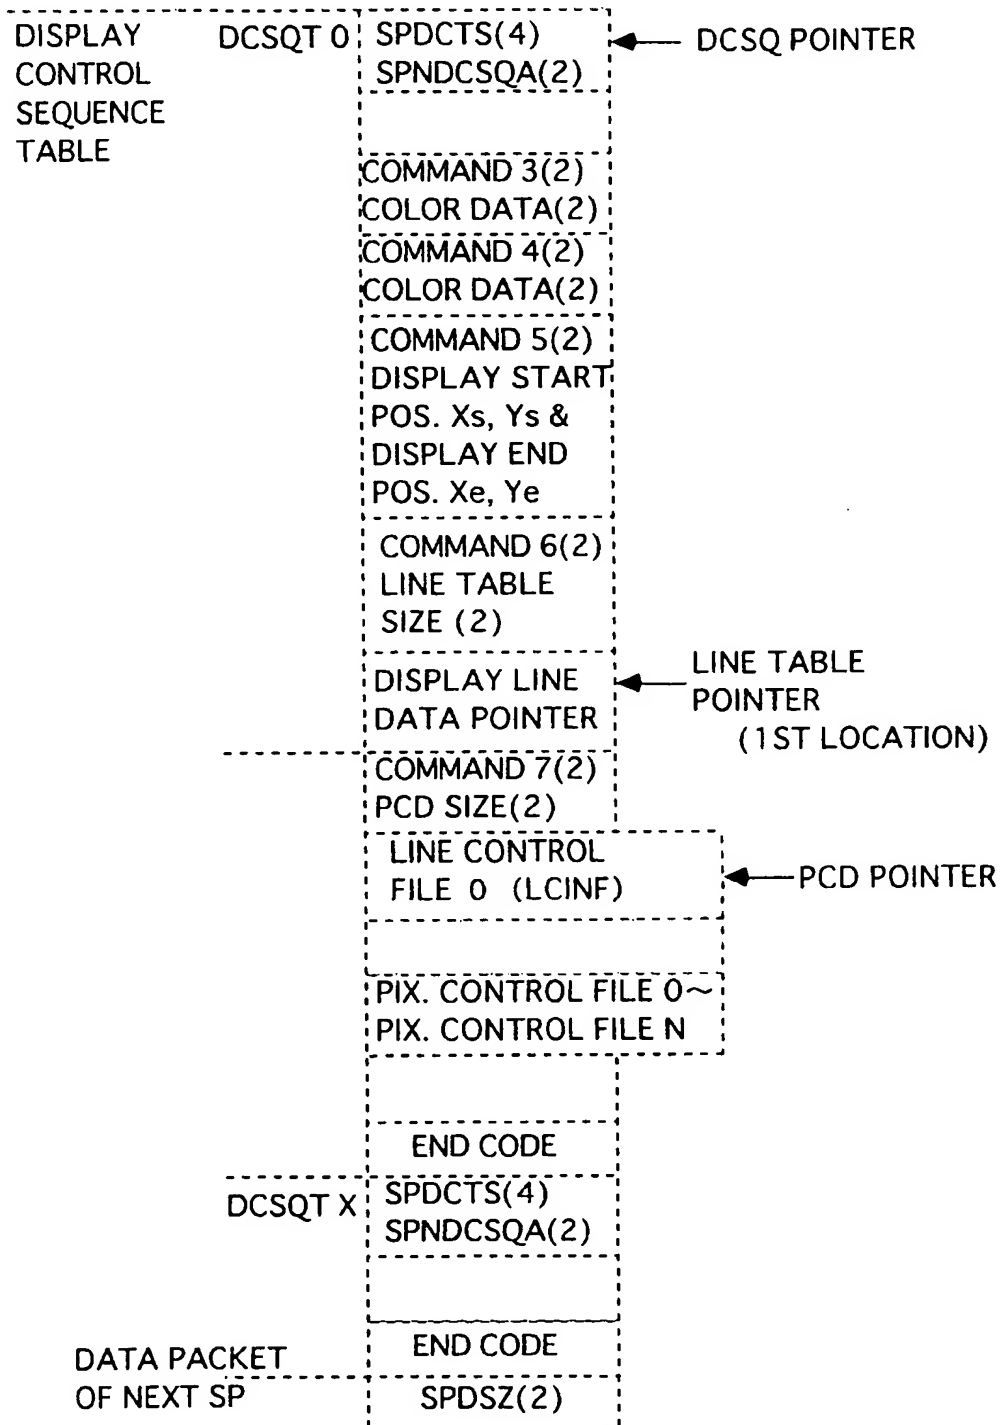 DISPLAY
CONTROL
SEQUENCE
TABLE
DCSQT 0
SPDCTS(4)
SPNDCSQA(2)
DCSQ POINTER
COMMAND 3(2)
COLOR DATA(2)
COMMAND 4(2)
COLOR DATA(2)
COMMAND 5(2)
DISPLAY START
POS. Xs, Ys &
DISPLAY END
POS. Xe, Ye
COMMAND 6(2)
LINE TABLE
SIZE (2)
DISPLAY LINE
DATA POINTER
LINE TABLE
POINTER
(1ST LOCATION)
COMMAND 7(2)
PCD SIZE(2)
LINE CONTROL
FILE 0 (LCINF)
PCD POINTER
PIX. CONTROL FILE 0~
PIX. CONTROL FILE N
END CODE
DCSQT X
SPDCTS(4)
SPNDCSQA(2)
END CODE
DATA PACKET
OF NEXT SP
SPDSZ(2)